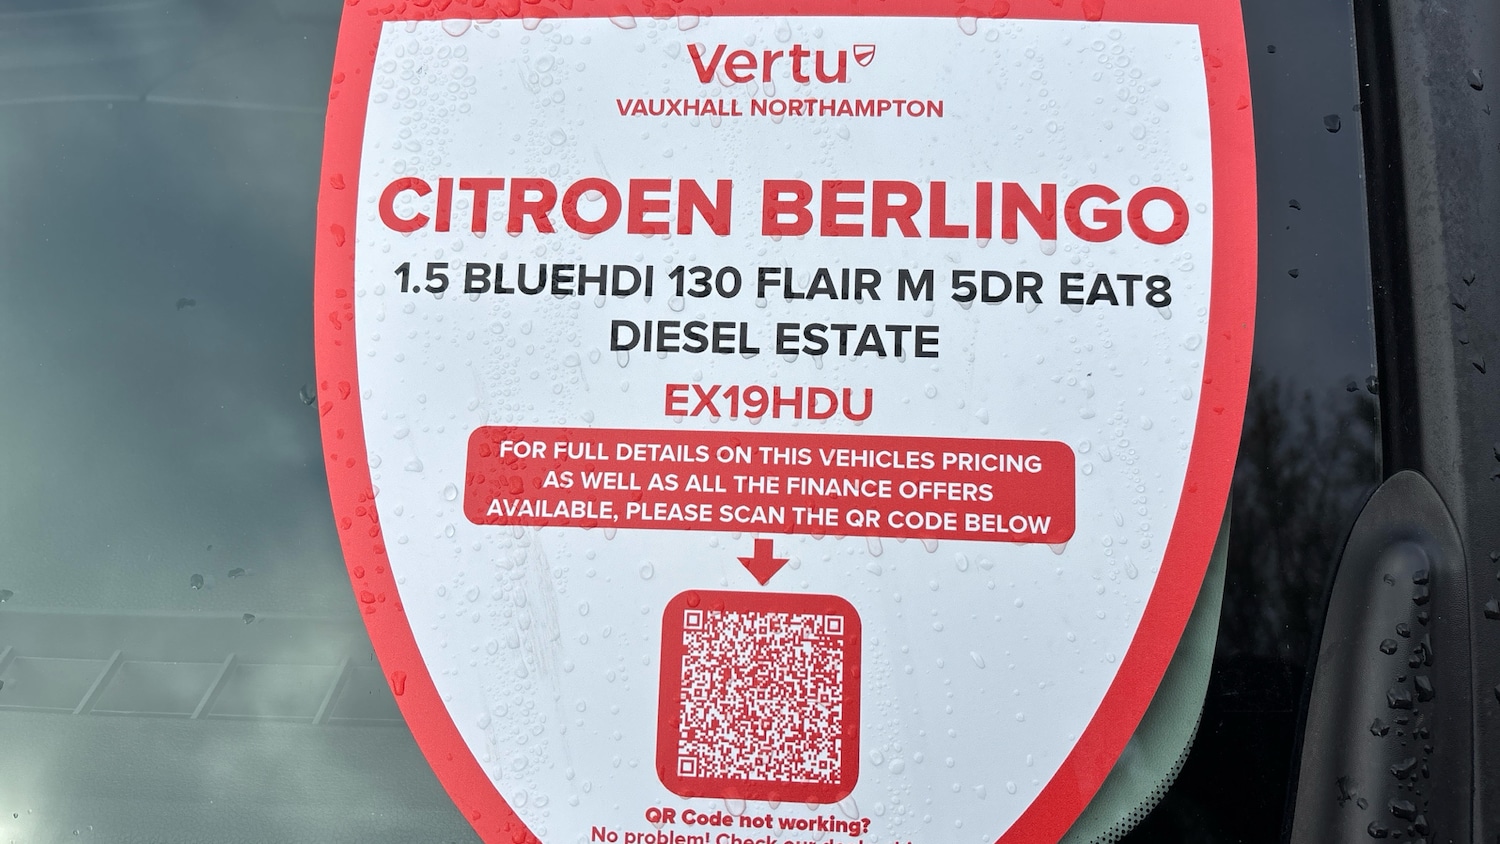 Vertu
VAUXHALL NORTHAMPTON
CITROEN BERLINGO
1.5 BLUEHDI 130 FLAIR M 5DR EAT8
DIESEL ESTATE
EX19HDU
FOR FULL DETAILS ON THIS VEHICLES PRICING
AS WELL AS ALL THE FINANCE OFFERS
AVAILABLE, PLEASE SCAN THE QR CODE BELOW
QR Code not working?
No problem! Check our